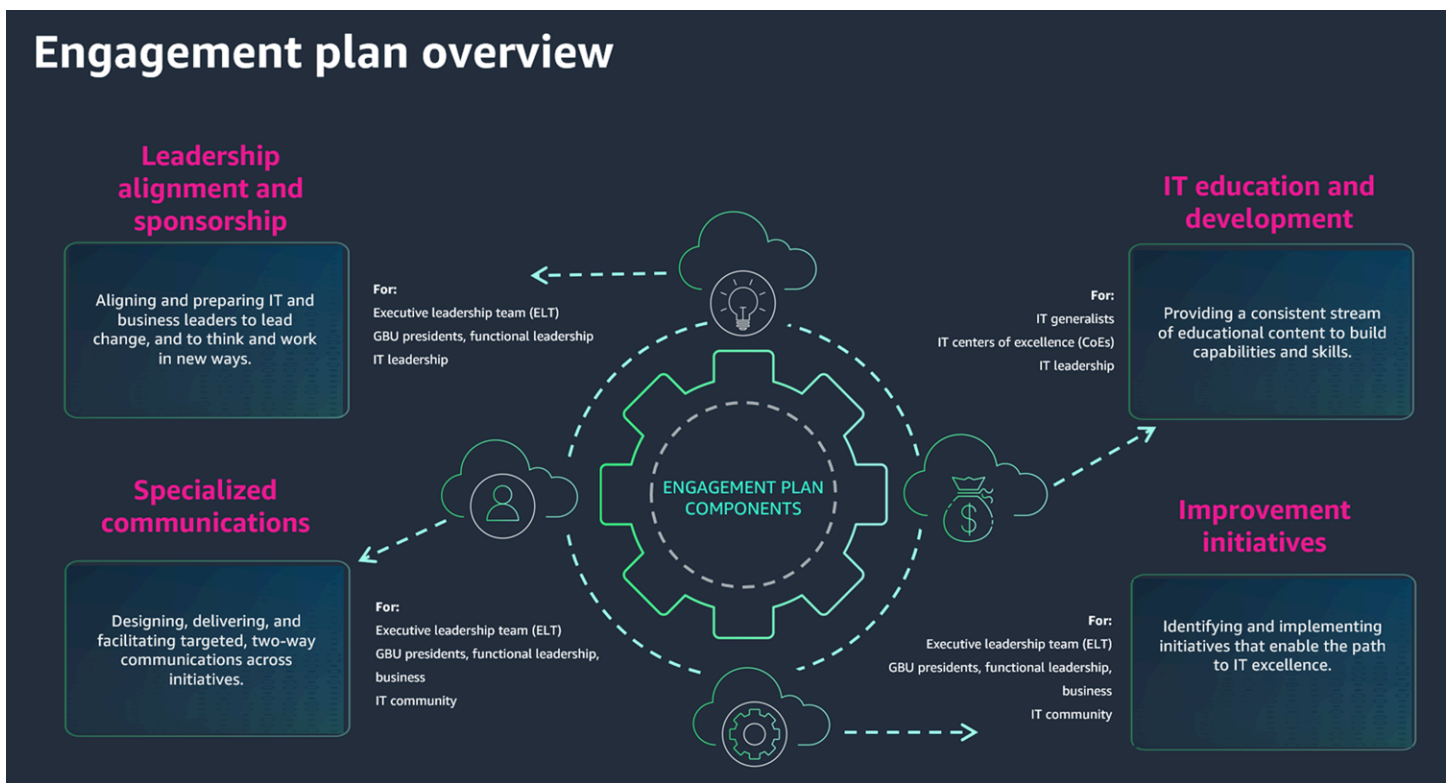 Engagement plan overview
Leadership
alignment and
sponsorship
Aligning and preparing IT and
business leaders to lead
change, and to think and work
in new ways.
For:
Executive leadership team (ELT)
GBU presidents, functional leadership
IT leadership
IT education and
development
For:
IT generalists
IT centers of excellence (CoEs)
IT leadership
Providing a consistent stream
of educational content to build
capabilities and skills.
ENGAGEMENT PLAN
COMPONENTS
$
Specialized
communications
Designing, delivering, and
facilitating targeted, two-way
communications across
initiatives.
For:
Executive leadership team (ELT)
GBU presidents, functional leadership,
business
IT community
Improvement
initiatives
For:
Executive leadership team (ELT)
GBU presidents, functional leadership,
business
IT community
Identifying and implementing
initiatives that enable the path
to IT excellence.